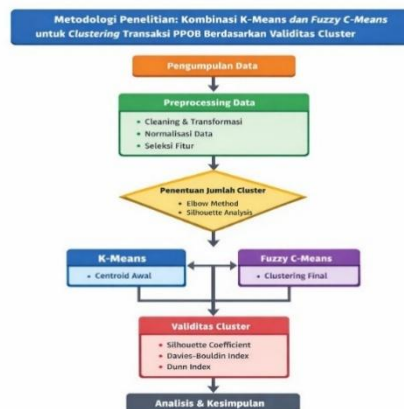 Metodologi Penelitian: Kombinasi K-Means dan Fuzzy C-Means
untuk Clustering Transaksi PPOB Berdasarkan Validitas Cluster
Pengumpulan Data
Preprocessing Data
• Cleaning & Transformasi
• Normalisasi Data
• Seleksi Fitur
Penentuan Jumlah Cluster
• Elbow Method
• Silhouette Analysis
K-Means
• Centroid Awal
Fuzzy C-Means
• Clustering Final
Validitas Cluster
• Silhouette Coefficient
• Davies-Bouldin Index
• Dunn Index
Analisis & Kesimpulan